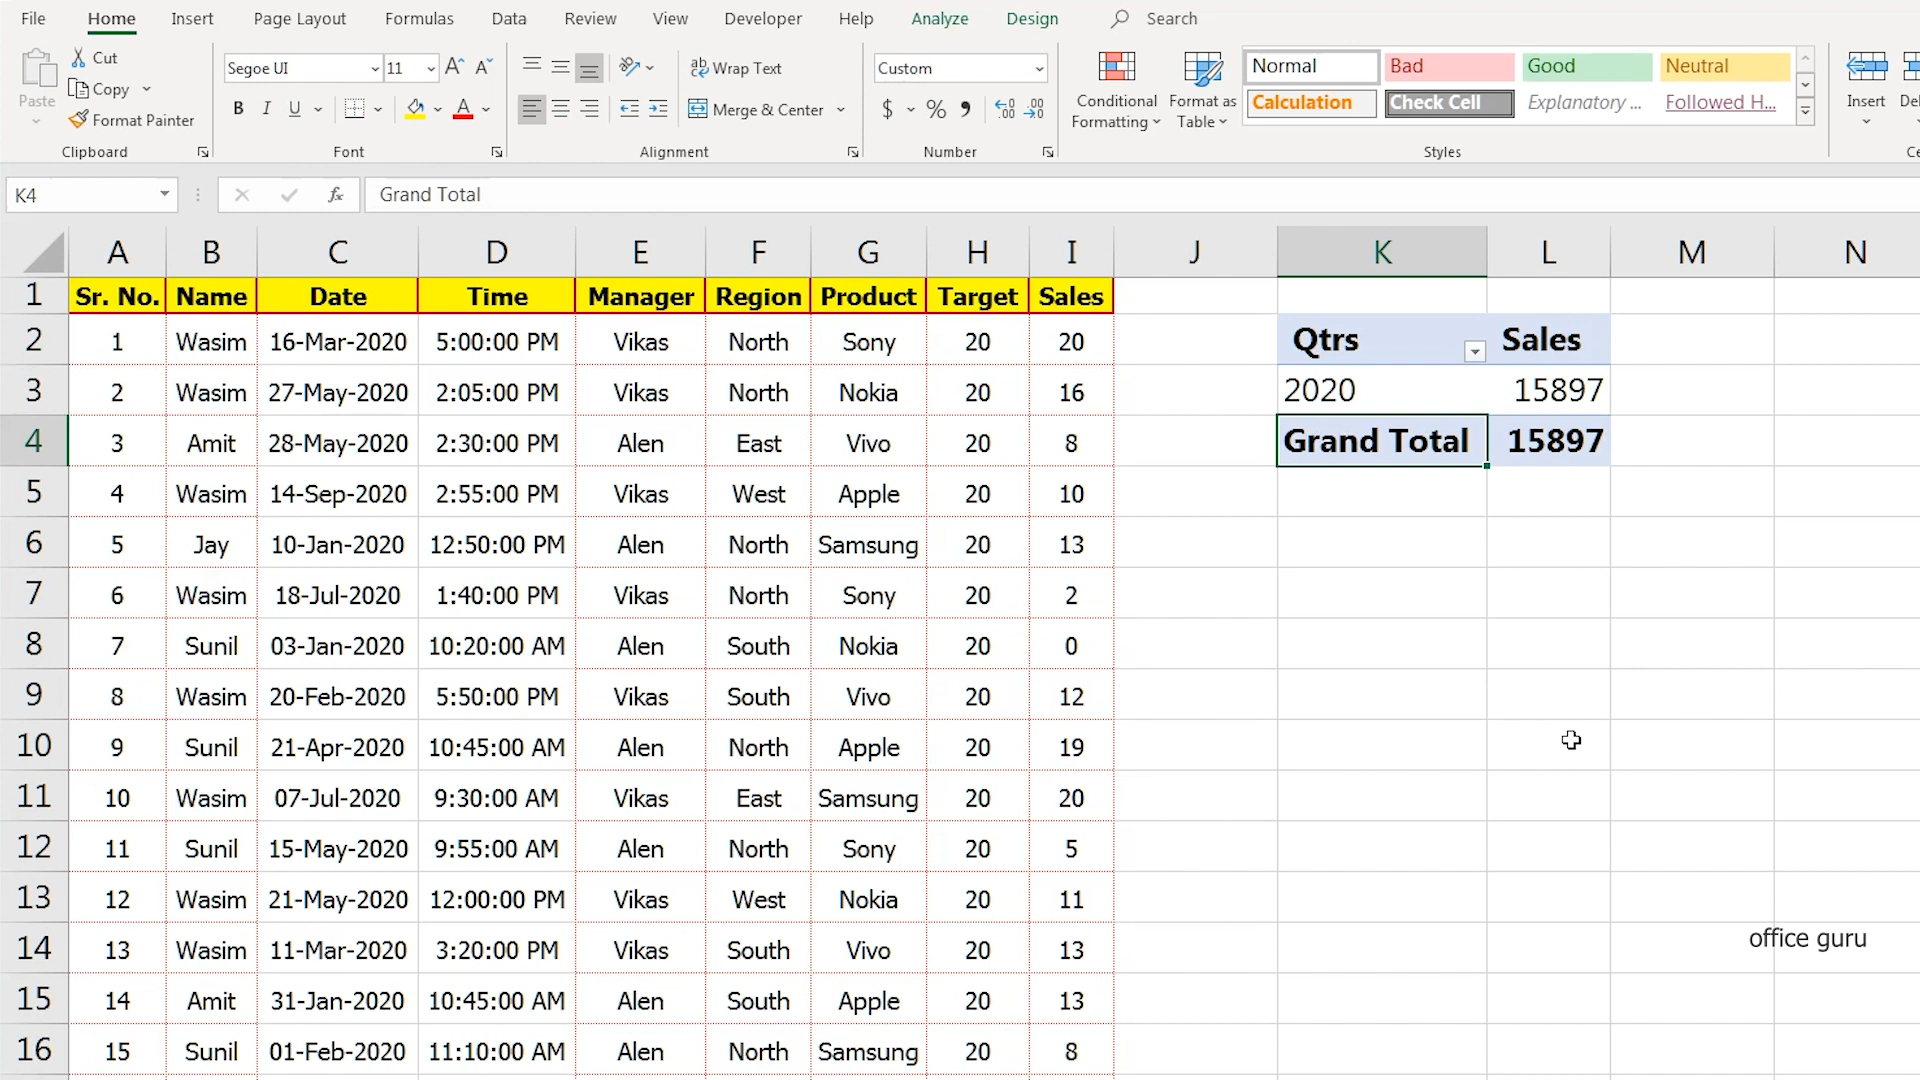 File Home Insert Page Layout Formulas Data Review View Developer Help Analyze Design Search
Paste
Cut
Copy
Format Painter
Clipboard
Segoe UI 11
B I U
Font
Wrap Text
Merge & Center
Alignment
Custom
$ % ,
Number
Conditional Formatting
Format as Table
Normal Bad Good Neutral
Calculation Check Cell Explanatory ... Followed H...
Styles
Insert
K4 fx Grand Total
A B C D E F G H I J K L M N
1 Sr. No. Name Date Time Manager Region Product Target Sales
2 1 Wasim 16-Mar-2020 5:00:00 PM Vikas North Sony 20 20 Qtrs Sales
3 2 Wasim 27-May-2020 2:05:00 PM Vikas North Nokia 20 16 2020 15897
4 3 Amit 28-May-2020 2:30:00 PM Alen East Vivo 20 8 Grand Total 15897
5 4 Wasim 14-Sep-2020 2:55:00 PM Vikas West Apple 20 10
6 5 Jay 10-Jan-2020 12:50:00 PM Alen North Samsung 20 13
7 6 Wasim 18-Jul-2020 1:40:00 PM Vikas North Sony 20 2
8 7 Sunil 03-Jan-2020 10:20:00 AM Alen South Nokia 20 0
9 8 Wasim 20-Feb-2020 5:50:00 PM Vikas South Vivo 20 12
10 9 Sunil 21-Apr-2020 10:45:00 AM Alen North Apple 20 19
11 10 Wasim 07-Jul-2020 9:30:00 AM Vikas East Samsung 20 20
12 11 Sunil 15-May-2020 9:55:00 AM Alen North Sony 20 5
13 12 Wasim 21-May-2020 12:00:00 PM Vikas West Nokia 20 11
14 13 Wasim 11-Mar-2020 3:20:00 PM Vikas South Vivo 20 13 office guru
15 14 Amit 31-Jan-2020 10:45:00 AM Alen South Apple 20 13
16 15 Sunil 01-Feb-2020 11:10:00 AM Alen North Samsung 20 8